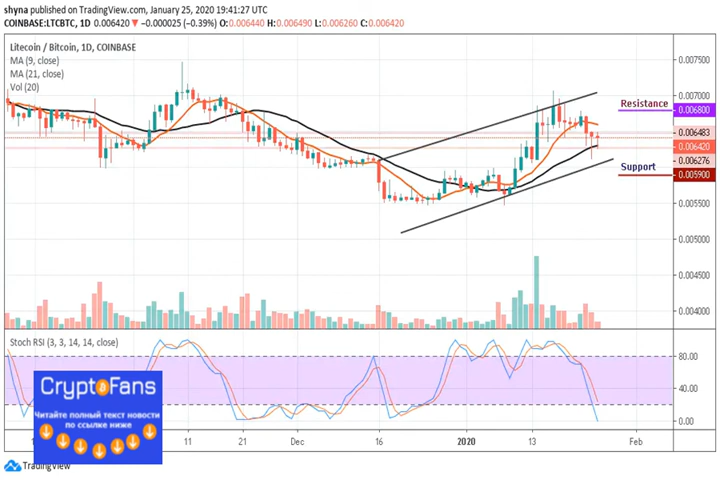 shyna published on TradingView.com, January 25, 2020 19:41:27 UTC
COINBASE:LTCBTC, 1D 0.006420 ▼ −0.000025 (−0.39%) O:0.006440 H:0.006490 L:0.006260 C:0.006420
Litecoin / Bitcoin, 1D, COINBASE
MA (9, close)
MA (21, close)
Vol (20)
0.007500
0.007000
Resistance
0.006800
0.006483
0.006420
0.006276
Support
0.005900
0.005500
0.005000
0.004500
0.004000
Stoch RSI (3, 3, 14, 14, close)
80.00
40.00
0.00
CryptoFans
Читайте полный текст новости
по ссылке ниже
11 21 Dec 16 2020 13 Feb
TradingView